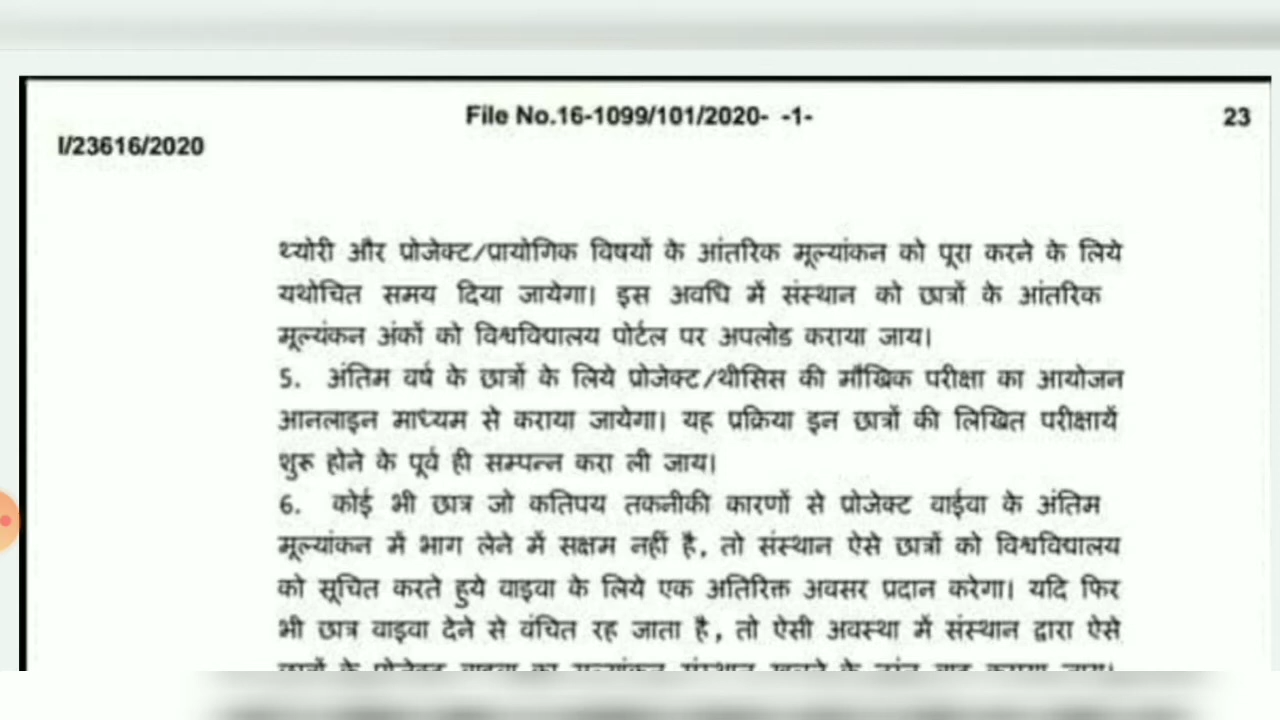 File No.16-1099/101/2020- -1-
23
I/23616/2020
थ्योरी और प्रोजेक्ट/प्रायोगिक विषयों के आंतरिक मूल्यांकन को पूरा करने के लिये
यथोचित समय दिया जायेगा। इस अवधि में संस्थान को छात्रों के आंतरिक
मूल्यंकन अंकों को विश्वविद्यालय पोर्टल पर अपलोड कराया जाय।
5. अंतिम वर्ष के छात्रों के लिये प्रोजेक्ट/थीसिस की मौखिक परीक्षा का आयोजन
आनलाइन माध्यम से कराया जायेगा। यह प्रक्रिया इन छात्रों की लिखित परीक्षायें
शुरू होने के पूर्व ही सम्पन्न करा ली जाय।
6. कोई भी छात्र जो कतिपय तकनीकी कारणों से प्रोजेक्ट वाईवा के अंतिम
मूल्यांकन में भाग लेने में सक्षम नहीं है, तो संस्थान ऐसे छात्रों को विश्वविद्यालय
को सूचित करते हुये वाइवा के लिये एक अतिरिक्त अवसर प्रदान करेगा। यदि फिर
भी छात्र वाइवा देने से वंचित रह जाता है, तो ऐसी अवस्था में संस्थान द्वारा ऐसे